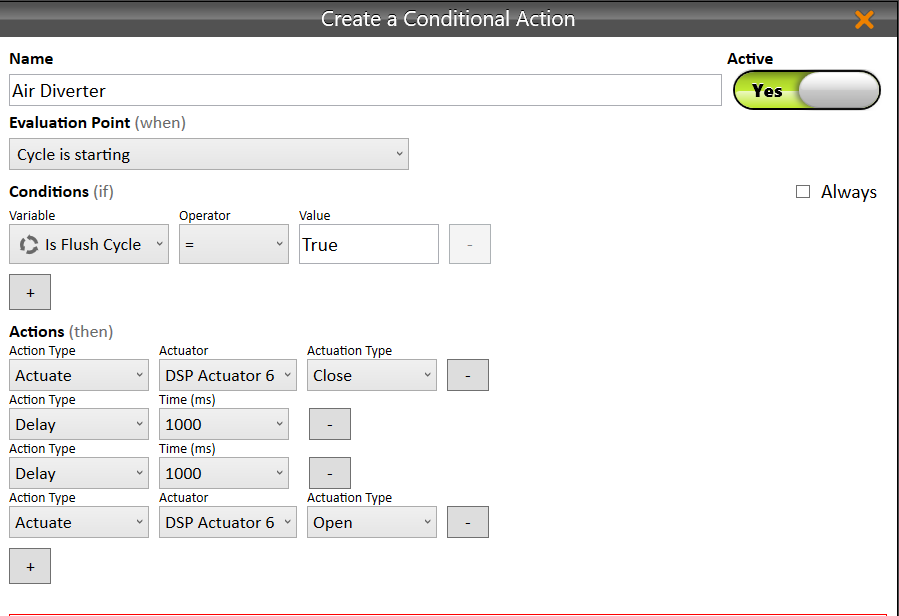 Create a Conditional Action
Name
Active
Air Diverter
Yes
Evaluation Point (when)
Cycle is starting
Conditions (if)
Always
Variable Operator Value
Is Flush Cycle = True -
+
Actions (then)
Action Type Actuator Actuation Type
Actuate DSP Actuator 6 Close -
Action Type Time (ms)
Delay 1000 -
Action Type Time (ms)
Delay 1000 -
Action Type Actuator Actuation Type
Actuate DSP Actuator 6 Open -
+